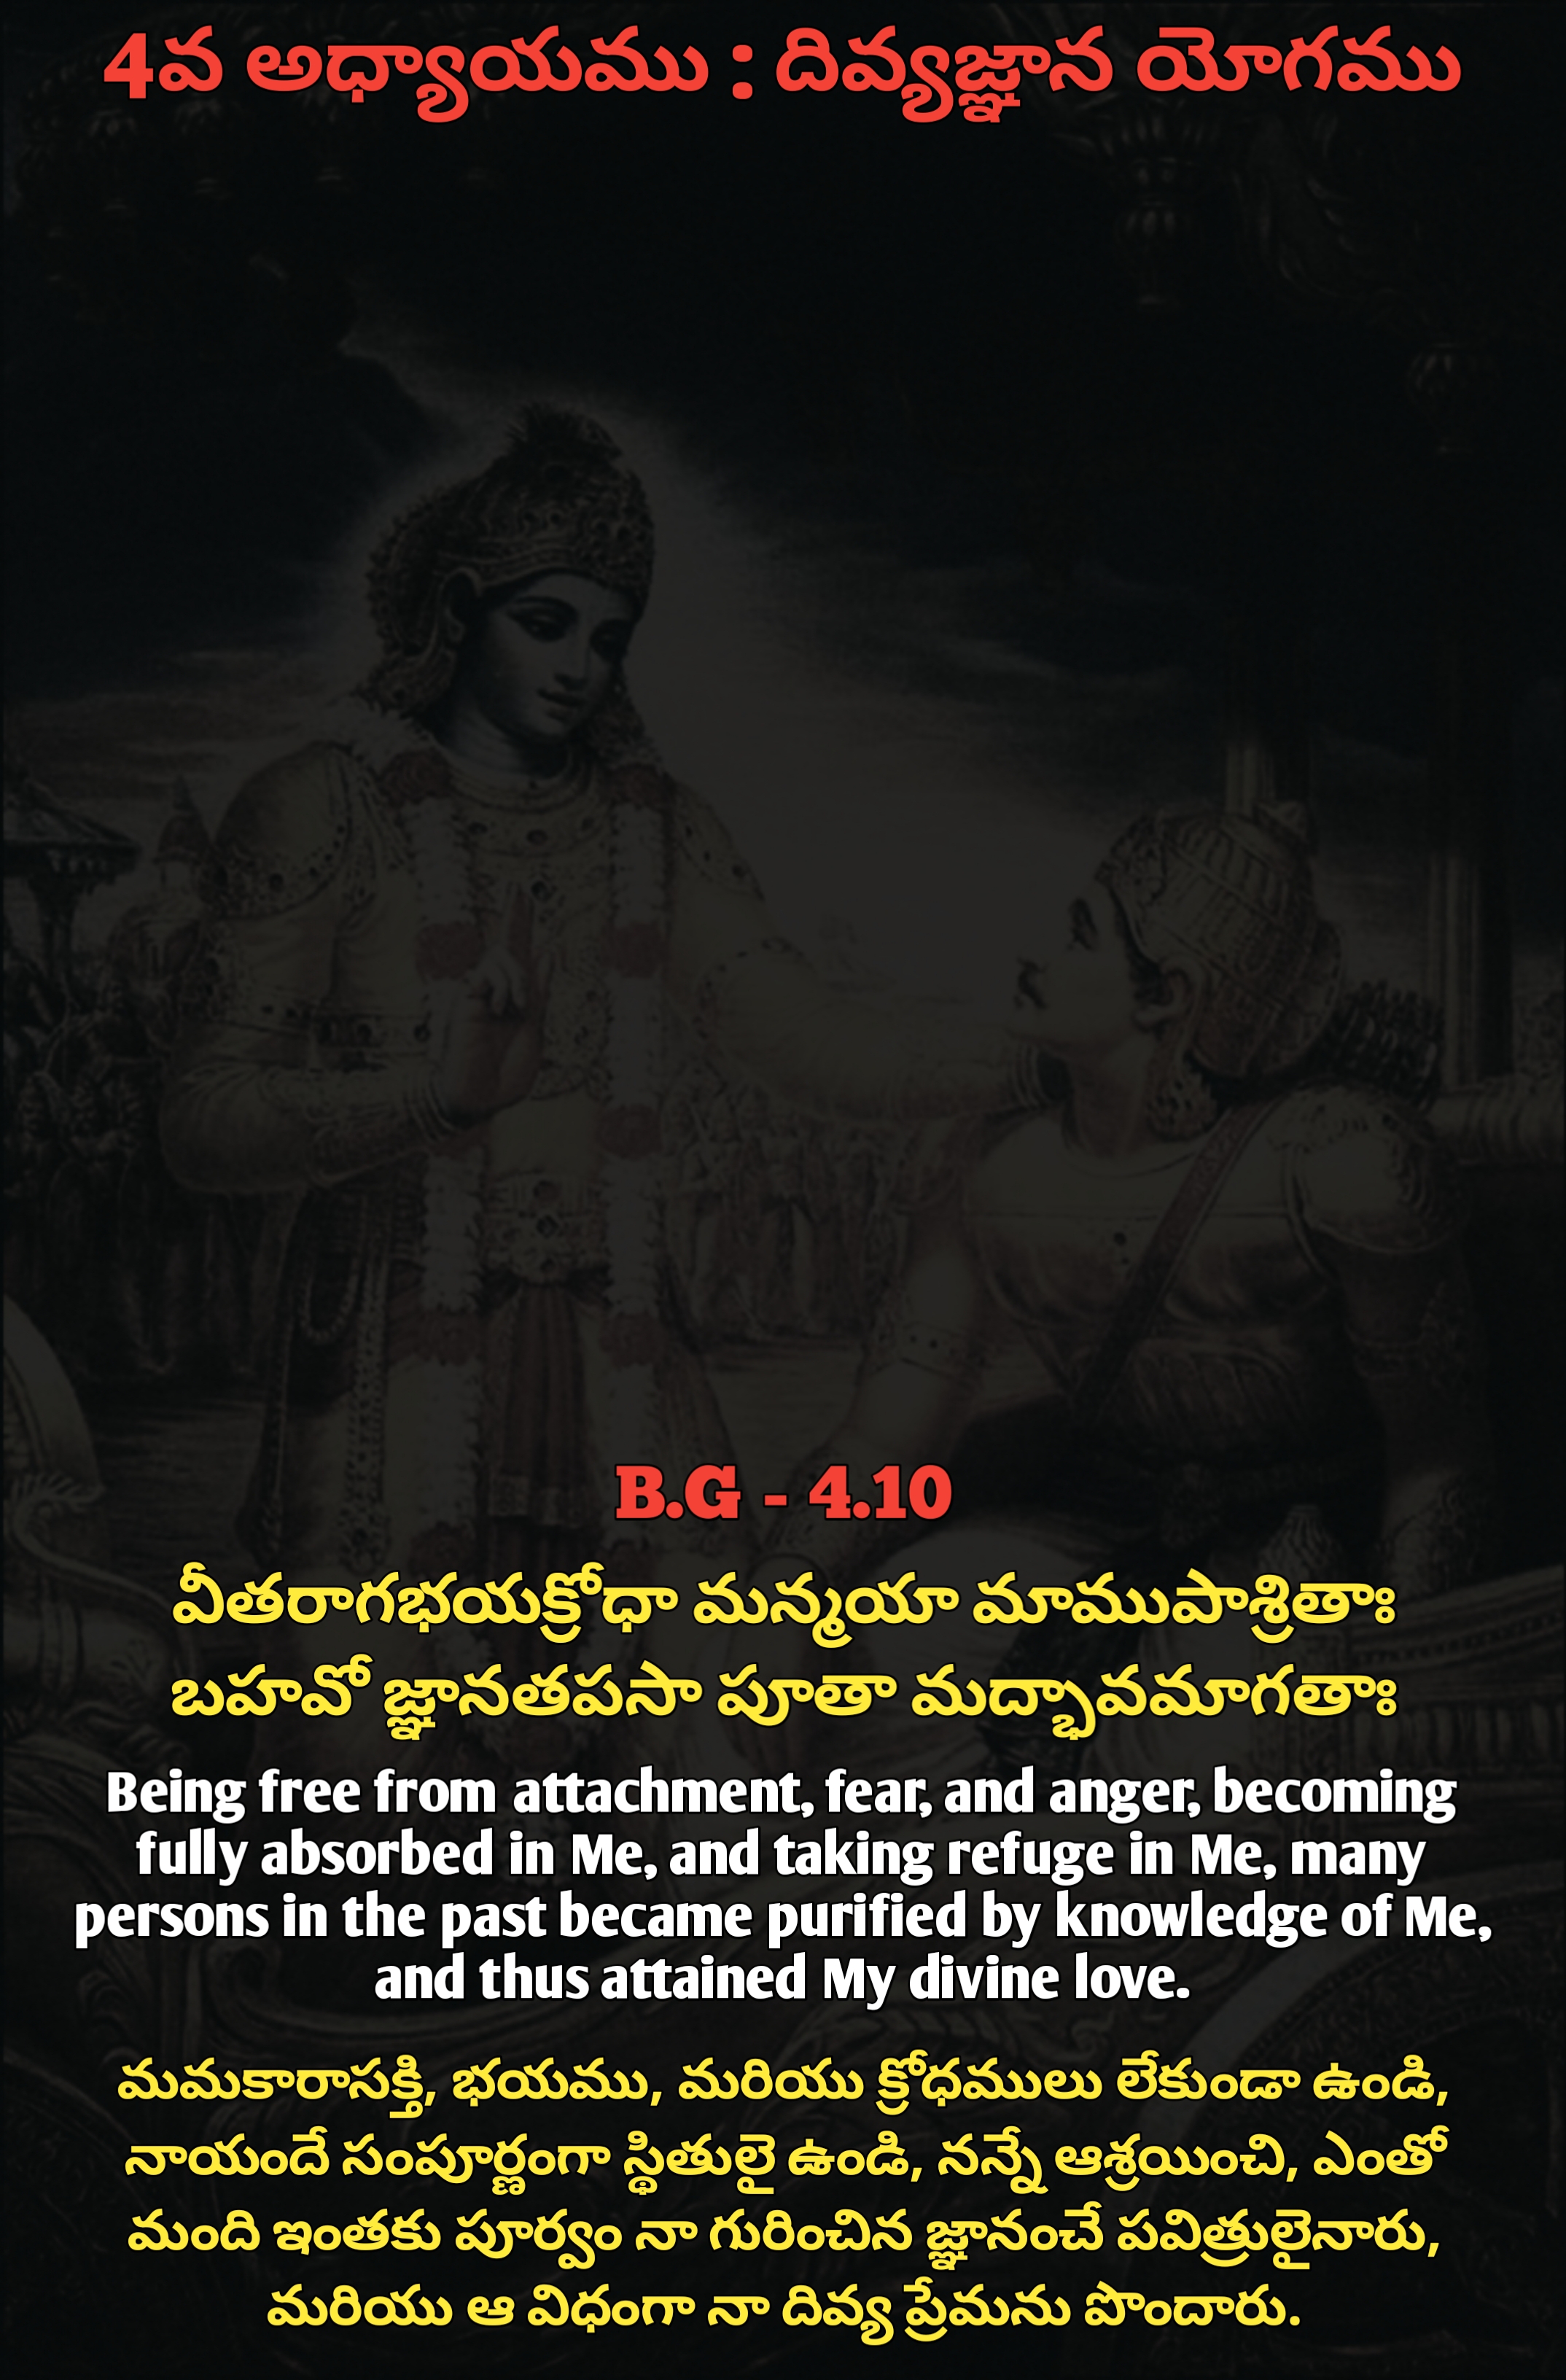 4వ అధ్యాయము : దివ్యజ్ఞాన యోగము
B.G - 4.10
వీతరాగభయక్రోధా మన్మయా మాముపాశ్రితాః
బహవో జ్ఞానతపసా పూతా మద్భావమాగతాః
Being free from attachment, fear, and anger, becoming
fully absorbed in Me, and taking refuge in Me, many
persons in the past became purified by knowledge of Me,
and thus attained My divine love.
మమకారాసక్తి, భయము, మరియు క్రోధములు లేకుండా ఉండి,
నాయందే సంపూర్ణంగా స్థితులై ఉండి, నన్నే ఆశ్రయించి, ఎంతో
మంది ఇంతకు పూర్వం నా గురించిన జ్ఞానంచే పవిత్రులైనారు,
మరియు ఆ విధంగా నా దివ్య ప్రేమను పొందారు.